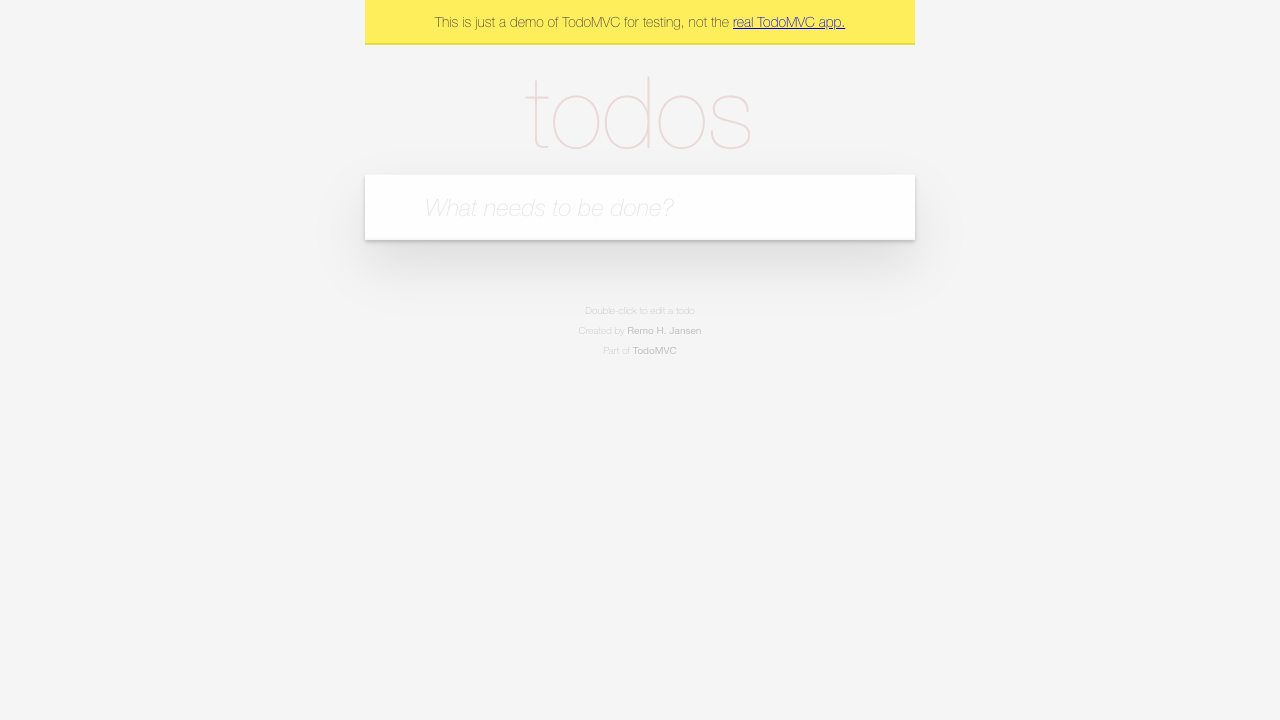 This is just a demo of TodoMVC for testing, not the real TodoMVC app.
todos
What needs to be done?
Double-click to edit a todo
Created by Remo H. Jansen
Part of TodoMVC